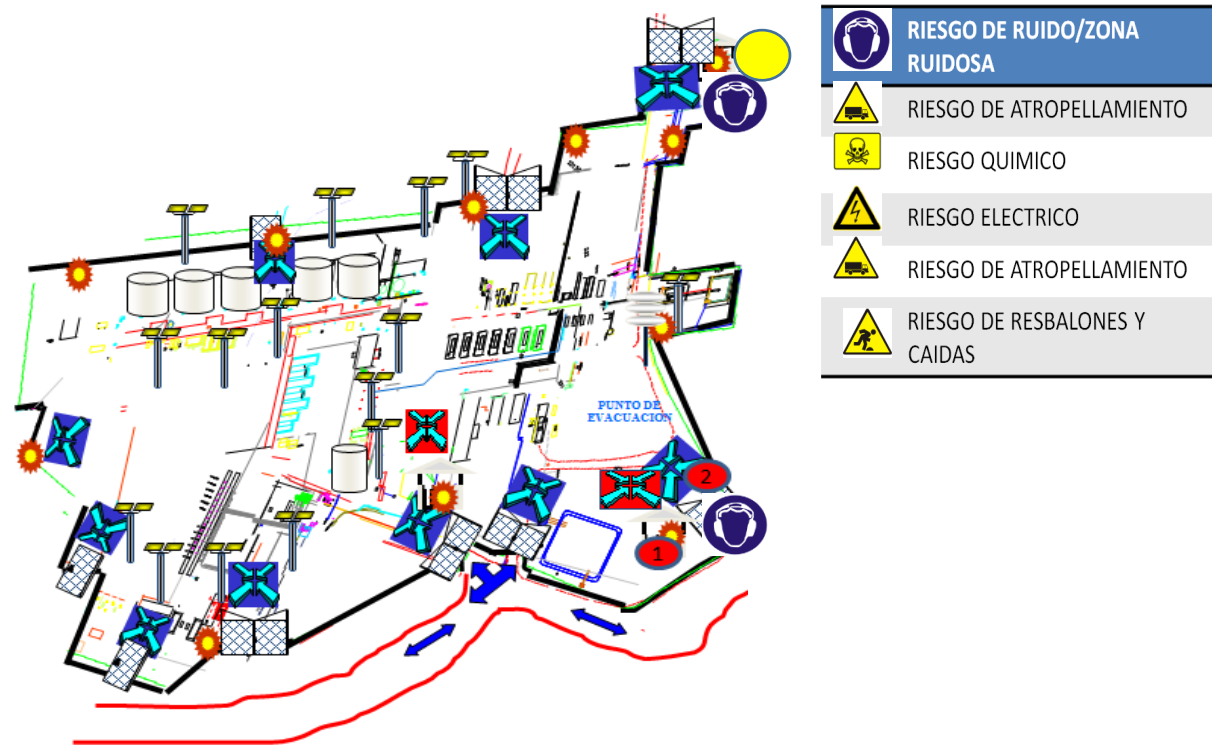 RIESGO DE RUIDO/ZONA
RUIDOSA
RIESGO DE ATROPELLAMIENTO
RIESGO QUIMICO
RIESGO ELECTRICO
RIESGO DE ATROPELLAMIENTO
RIESGO DE RESBALONES Y
CAIDAS
PUNTO DE
EVACUACION
2
1